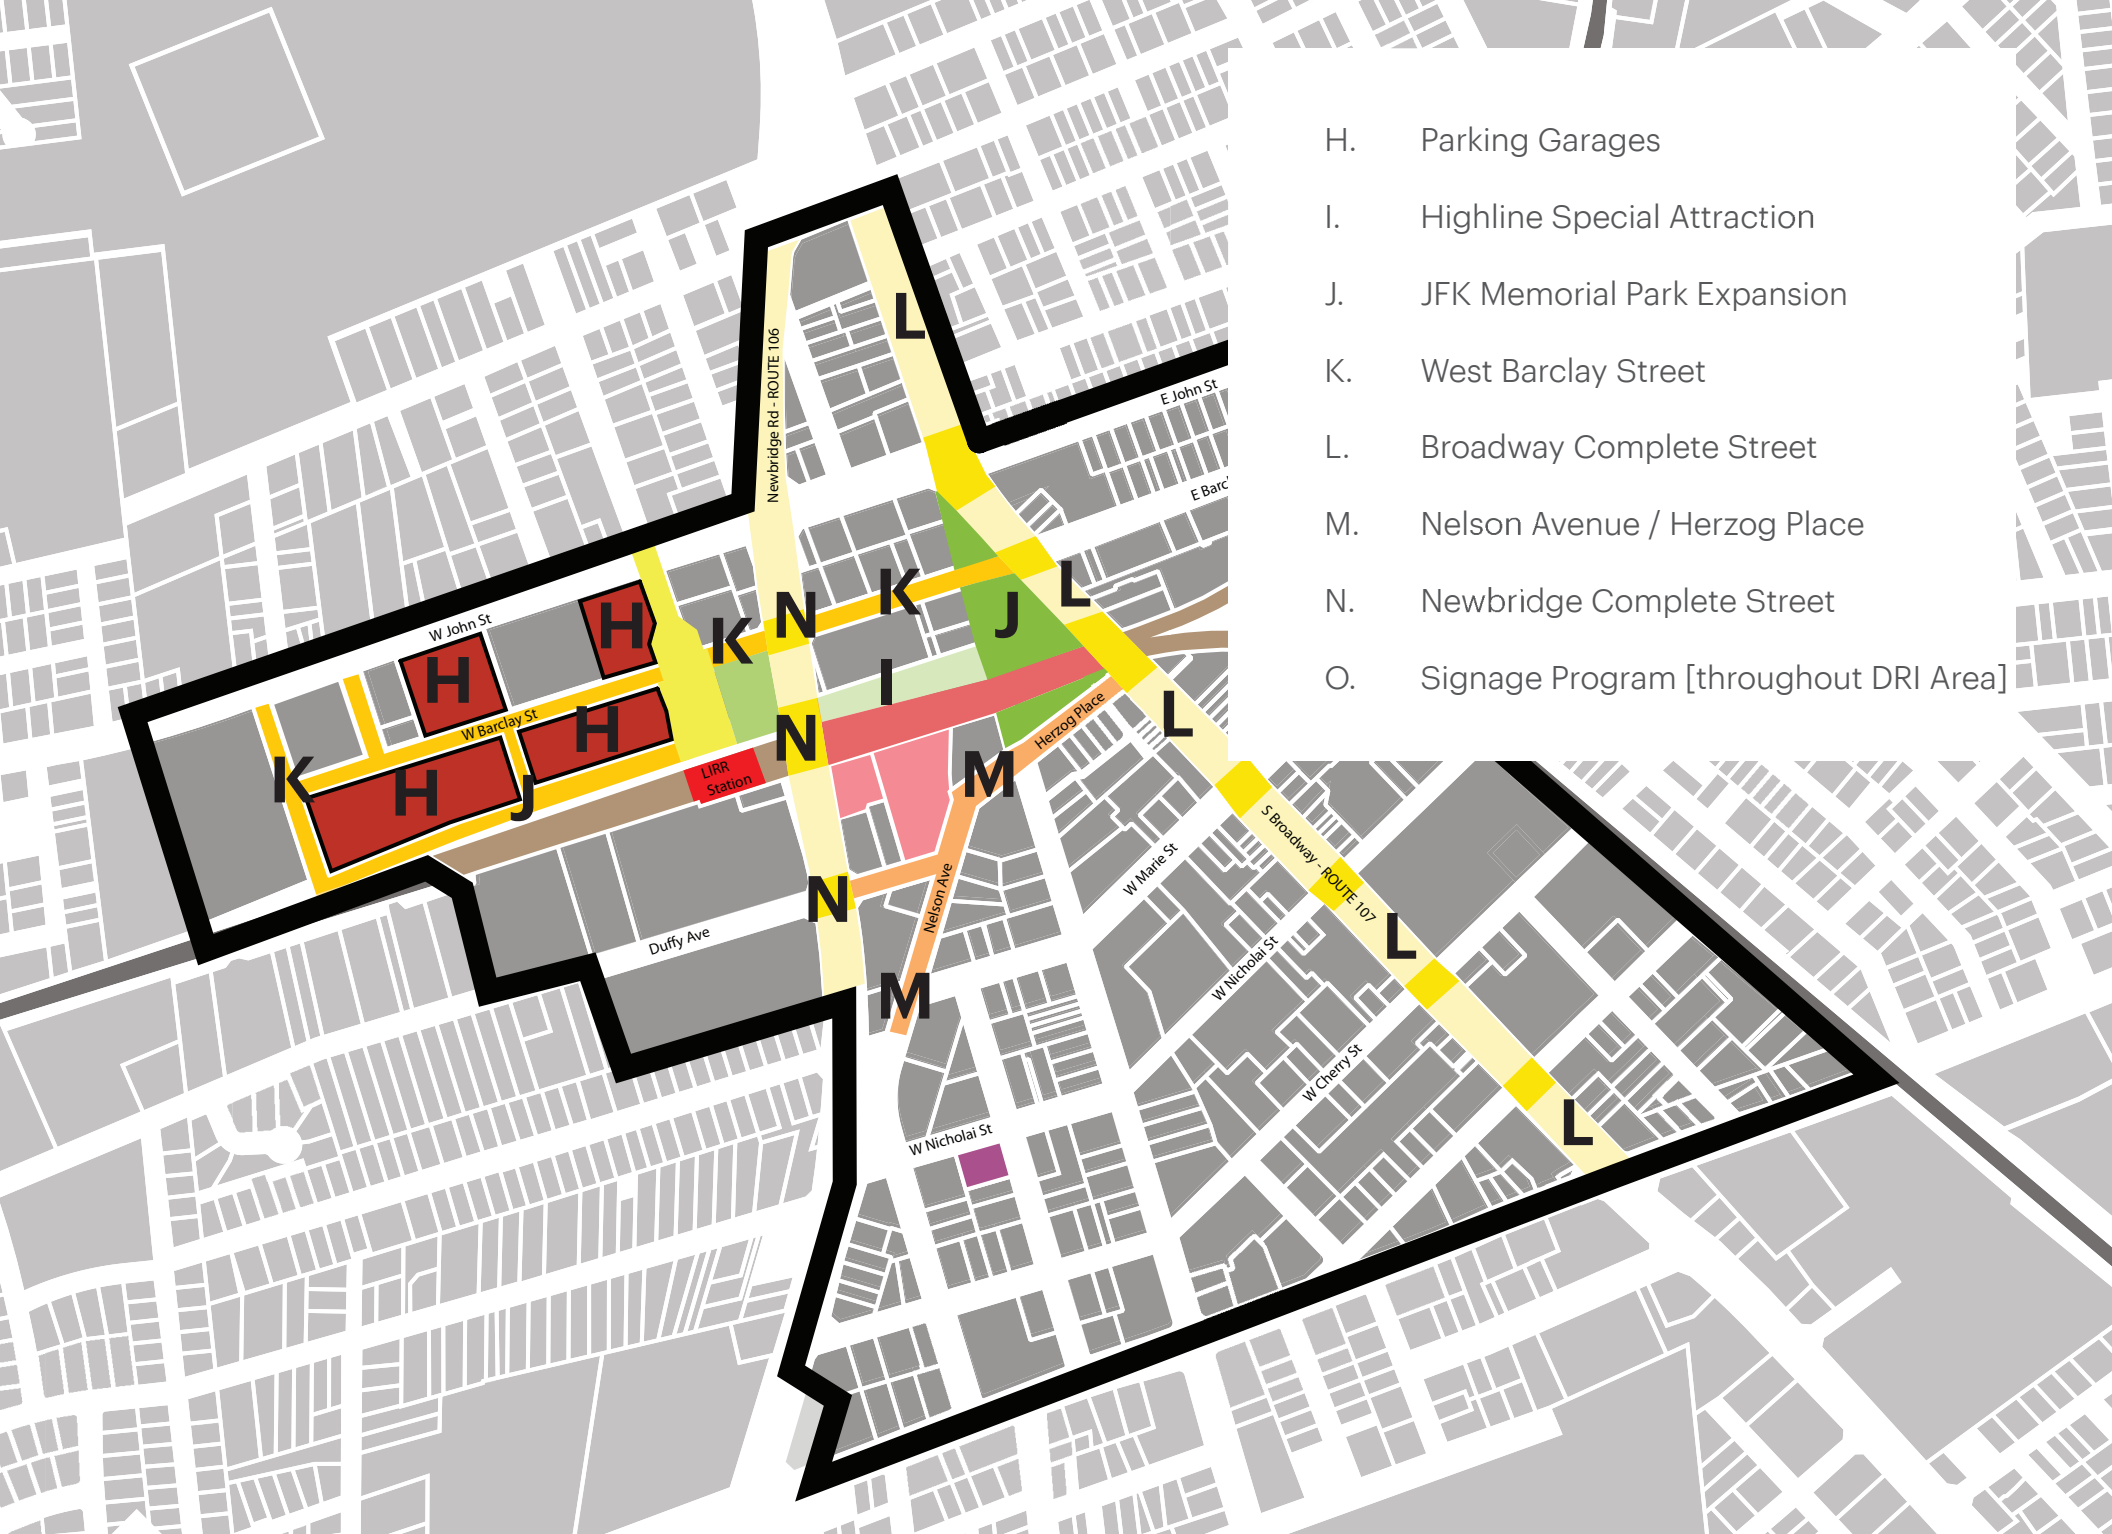 H. Parking Garages
I. Highline Special Attraction
J. JFK Memorial Park Expansion
K. West Barclay Street
L. Broadway Complete Street
M. Nelson Avenue / Herzog Place
N. Newbridge Complete Street
O. Signage Program [throughout DRI Area]
L
Newbridge Rd - ROUTE 106
E John St
E Barcl
N
K
L
J
K
H
W John St
H
I
L
W Barclay St
H
N
K
H
J
LIRR
Station
Herzog Place
M
S Broadway - ROUTE 107
W Marie St
N
Nelson Ave
L
Duffy Ave
W Nicholai St
M
W Cherry St
L
W Nicholai St